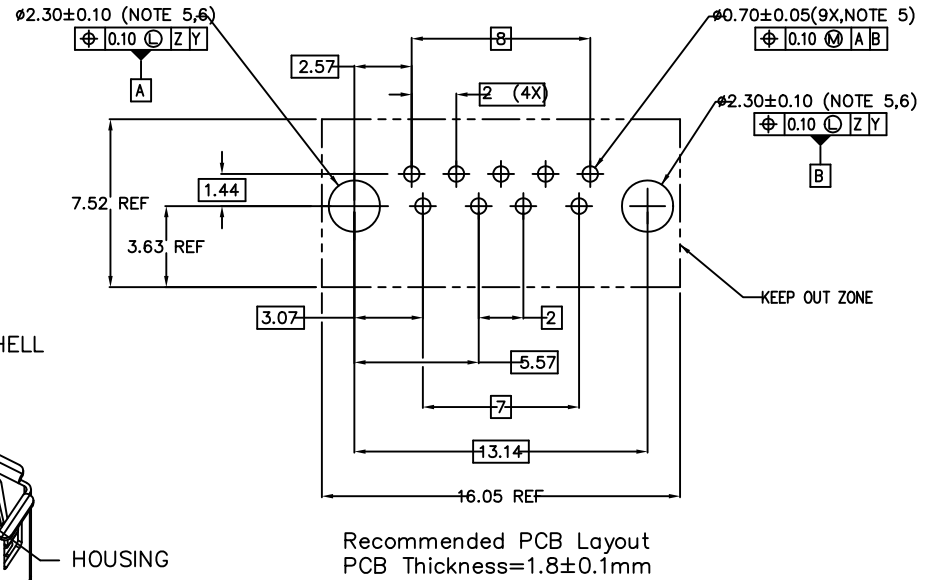 ø2.30±0.10 (NOTE 5,6)
⌖ 0.10 Ⓛ Z Y
A
8
ø0.70±0.05(9X,NOTE 5)
⌖ 0.10 Ⓜ A B
2.57
2 (4X)
ø2.30±0.10 (NOTE 5,6)
⌖ 0.10 Ⓛ Z Y
B
1.44
7.52 REF
3.63 REF
KEEP OUT ZONE
3.07
2
HELL
5.57
7
13.14
16.05 REF
HOUSING
Recommended PCB Layout
PCB Thickness=1.8±0.1mm